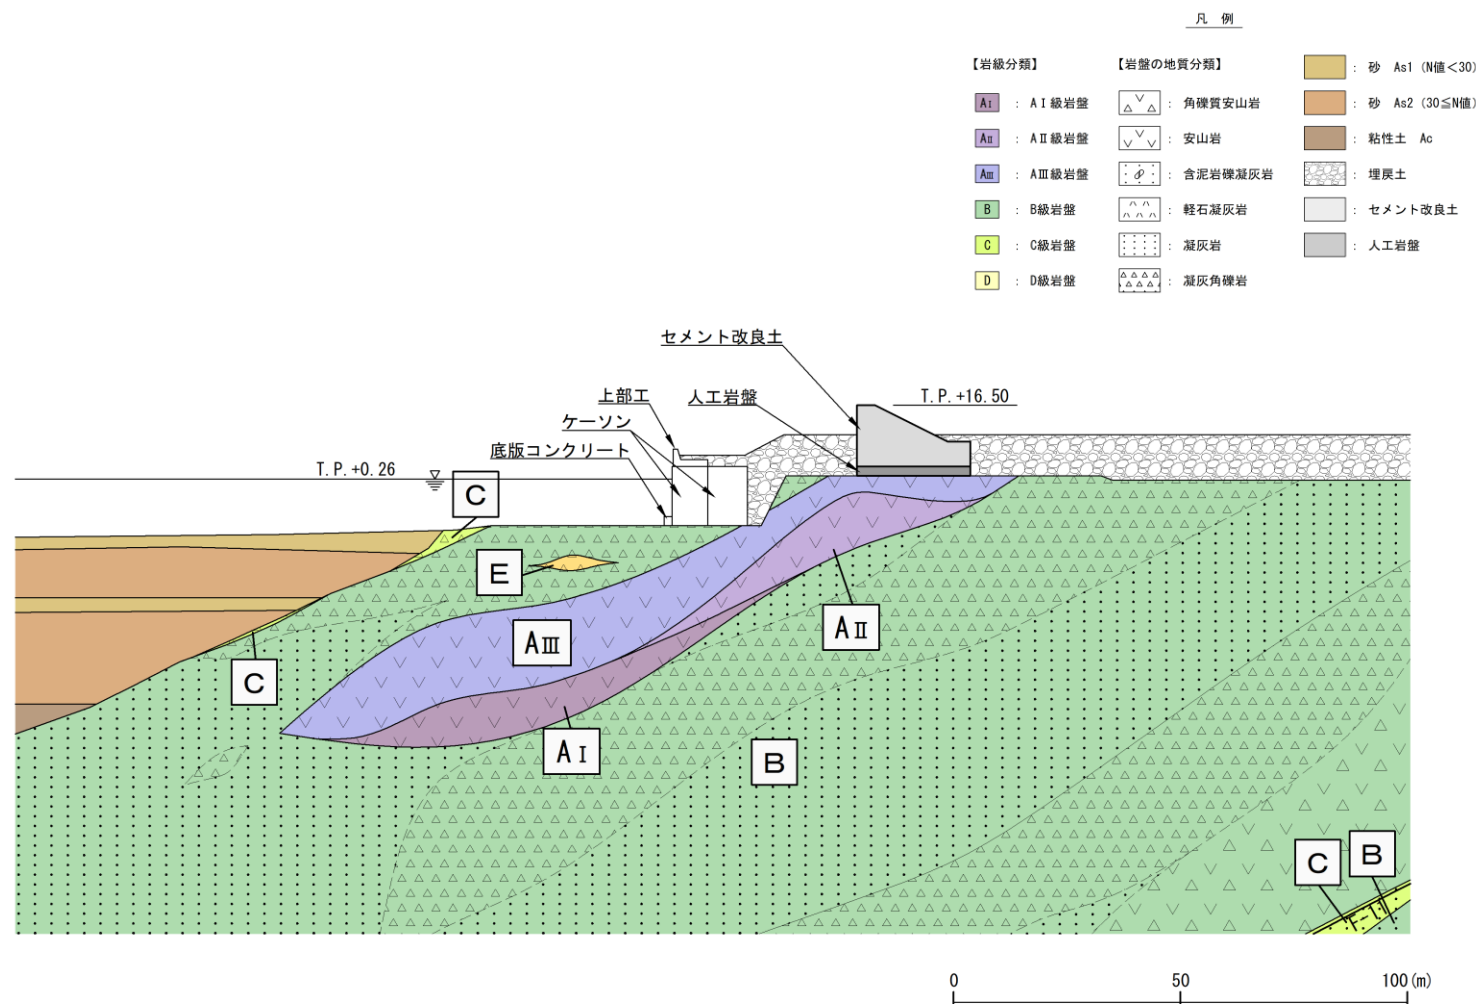 凡 例
【岩級分類】
AⅠ : AⅠ級岩盤
AⅡ : AⅡ級岩盤
AⅢ : AⅢ級岩盤
B : B級岩盤
C : C級岩盤
D : D級岩盤
【岩盤の地質分類】
: 角礫質安山岩
: 安山岩
: 含泥岩礫凝灰岩
: 軽石凝灰岩
: 凝灰岩
: 凝灰角礫岩
: 砂 As1 (N値<30)
: 砂 As2 (30≦N値)
: 粘性土 Ac
: 埋戻土
: セメント改良土
: 人工岩盤
セメント改良土
上部工
人工岩盤
T.P.+16.50
ケーソン
底版コンクリート
T.P.+0.26
C
E
AⅢ
AⅡ
C
AⅠ
B
C
B
0 50 100(m)